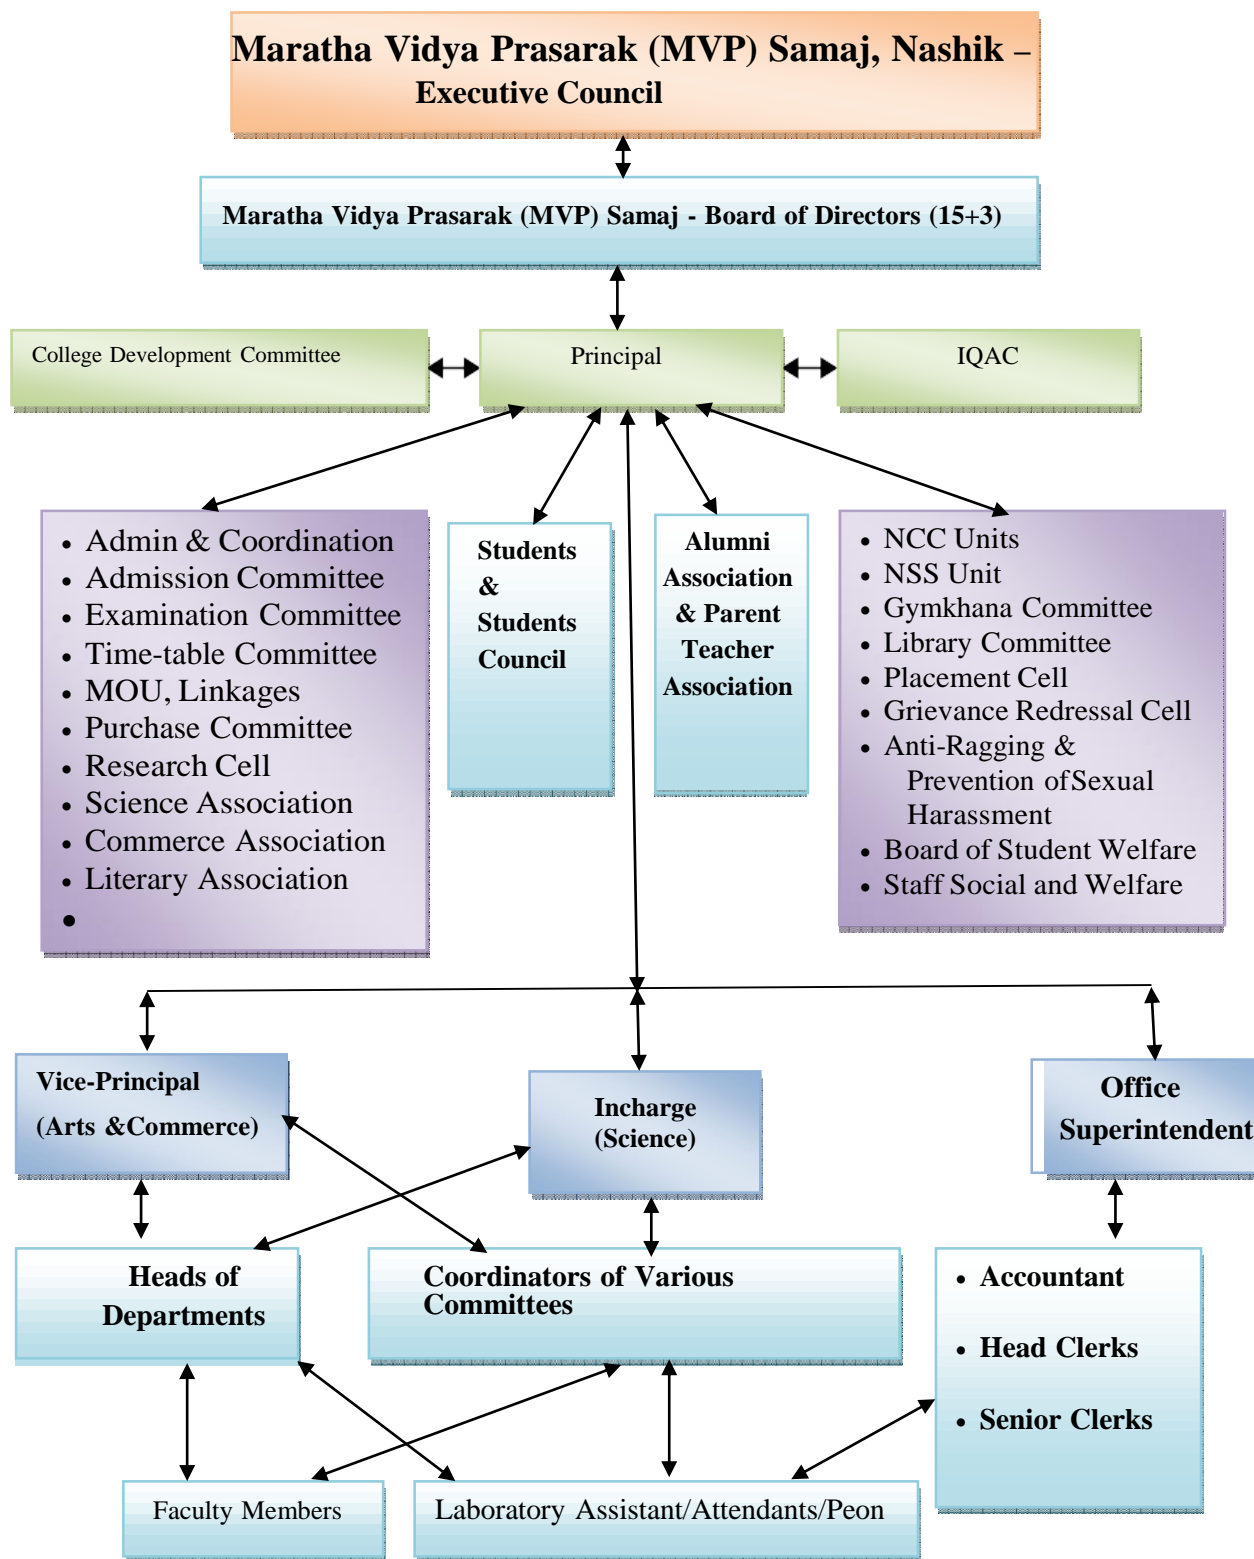 Maratha Vidya Prasarak (MVP) Samaj, Nashik –
Executive Council
Maratha Vidya Prasarak (MVP) Samaj - Board of Directors (15+3)
College Development Committee
Principal
IQAC
• Admin & Coordination
• Admission Committee
• Examination Committee
• Time-table Committee
• MOU, Linkages
• Purchase Committee
• Research Cell
• Science Association
• Commerce Association
• Literary Association
•
Students
&
Students
Council
Alumni
Association
& Parent
Teacher
Association
• NCC Units
• NSS Unit
• Gymkhana Committee
• Library Committee
• Placement Cell
• Grievance Redressal Cell
• Anti-Ragging &
Prevention ofSexual
Harassment
• Board of Student Welfare
• Staff Social and Welfare
Vice-Principal
(Arts &Commerce)
Incharge
(Science)
Office
Superintendent
Heads of
Departments
Coordinators of Various
Committees
• Accountant
• Head Clerks
• Senior Clerks
Faculty Members
Laboratory Assistant/Attendants/Peon